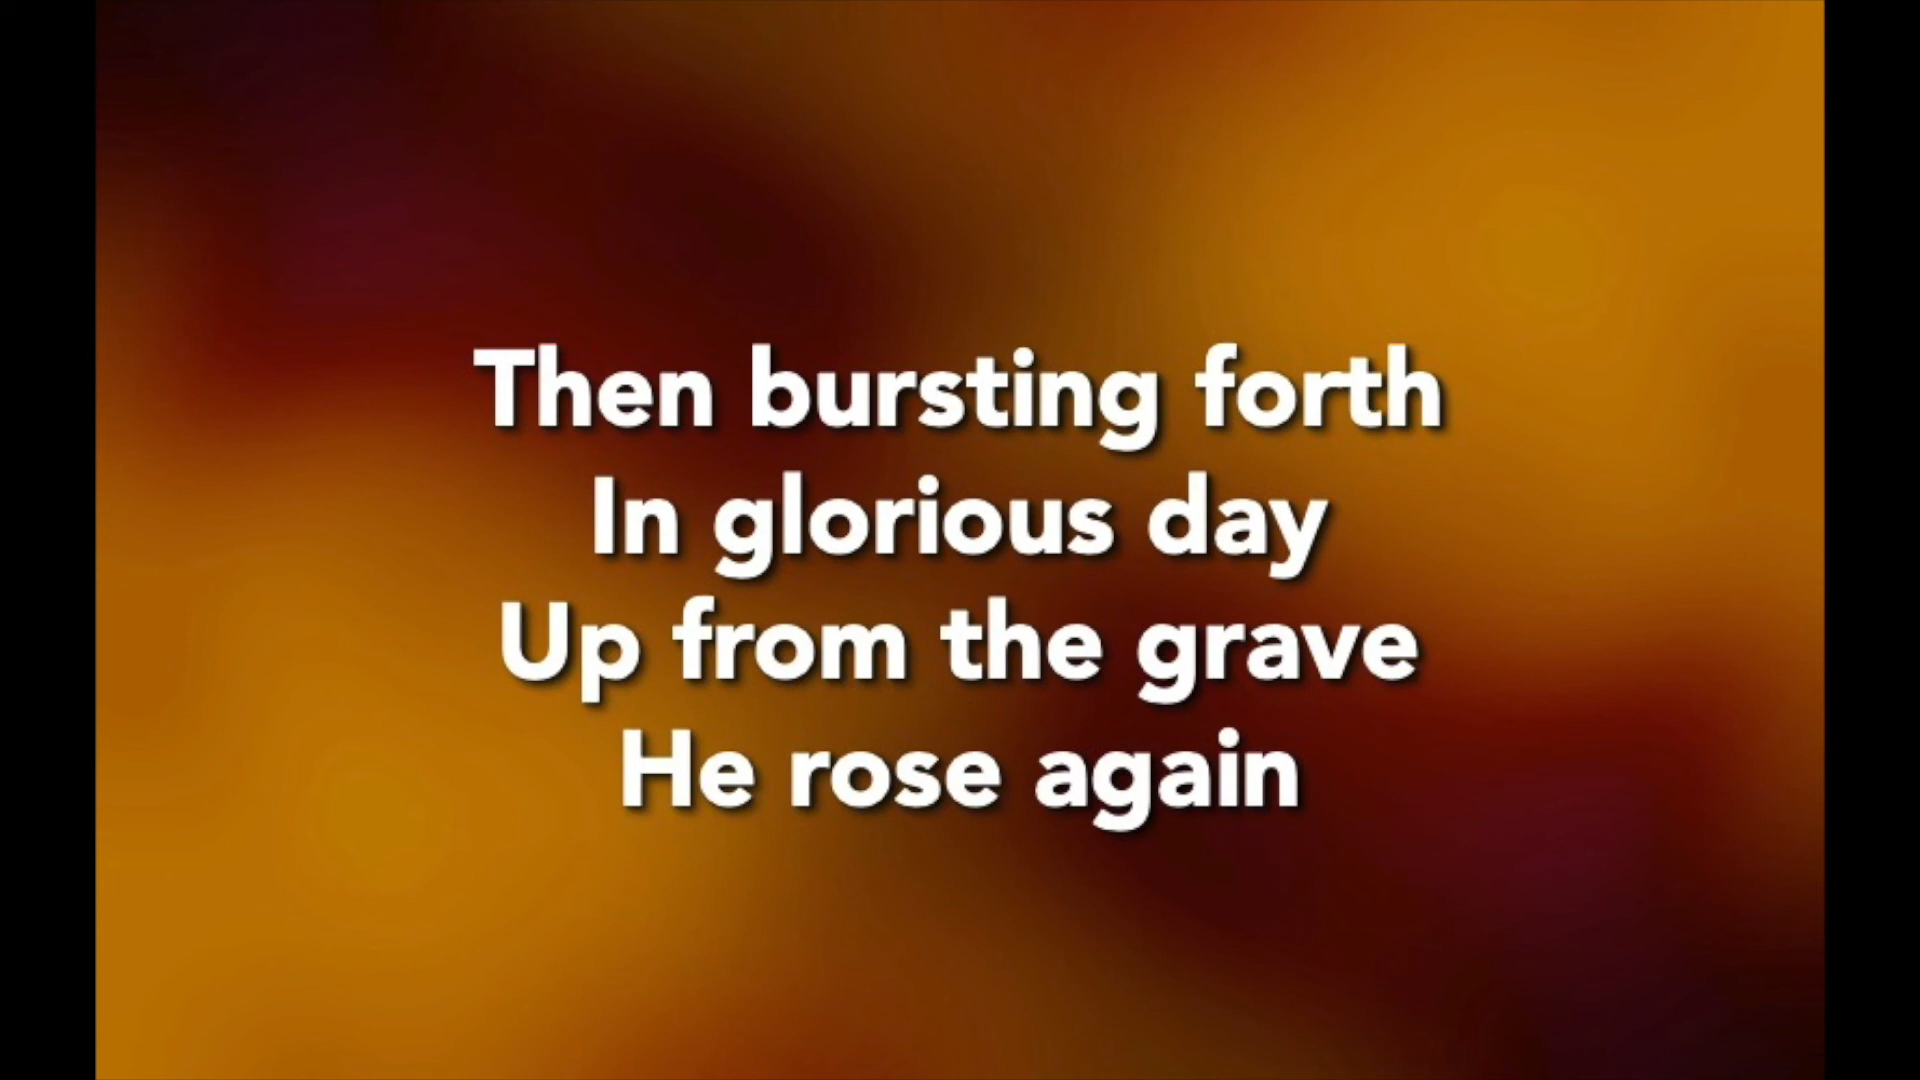 Then bursting forth
In glorious day
Up from the grave
He rose again